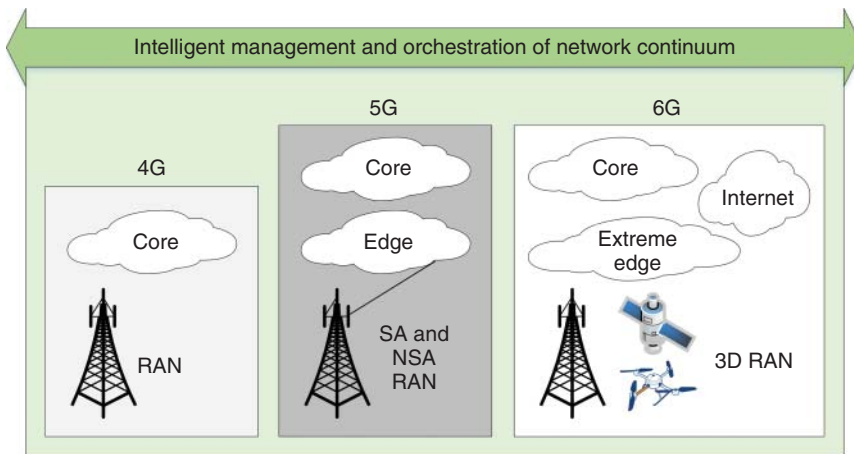 Intelligent management and orchestration of network continuum
4G
Core
RAN
5G
Core
Edge
SA and
NSA
RAN
6G
Core
Internet
Extreme
edge
3D RAN